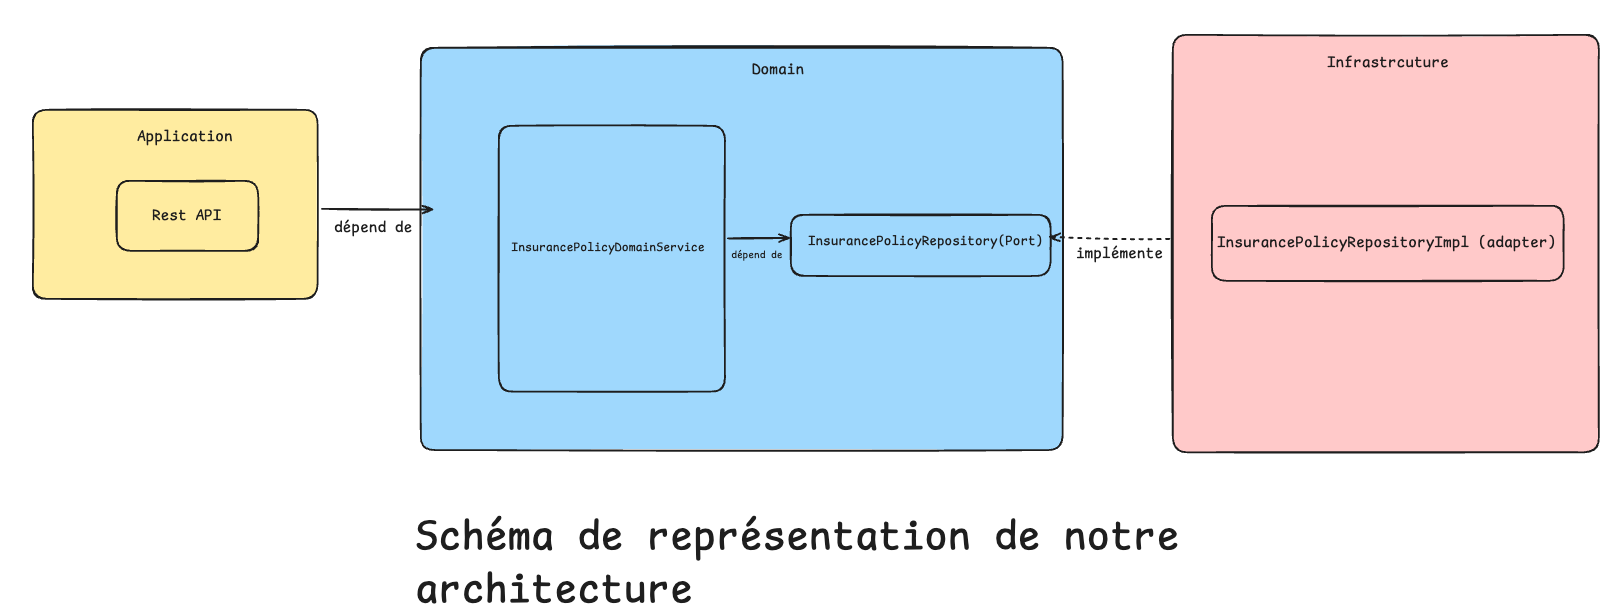 Application
Rest API
dépend de
Domain
InsurancePolicyDomainService
dépend de
InsurancePolicyRepository(Port)
implémente
Infrastrcuture
InsurancePolicyRepositoryImpl (adapter)
Schéma de représentation de notre
architecture